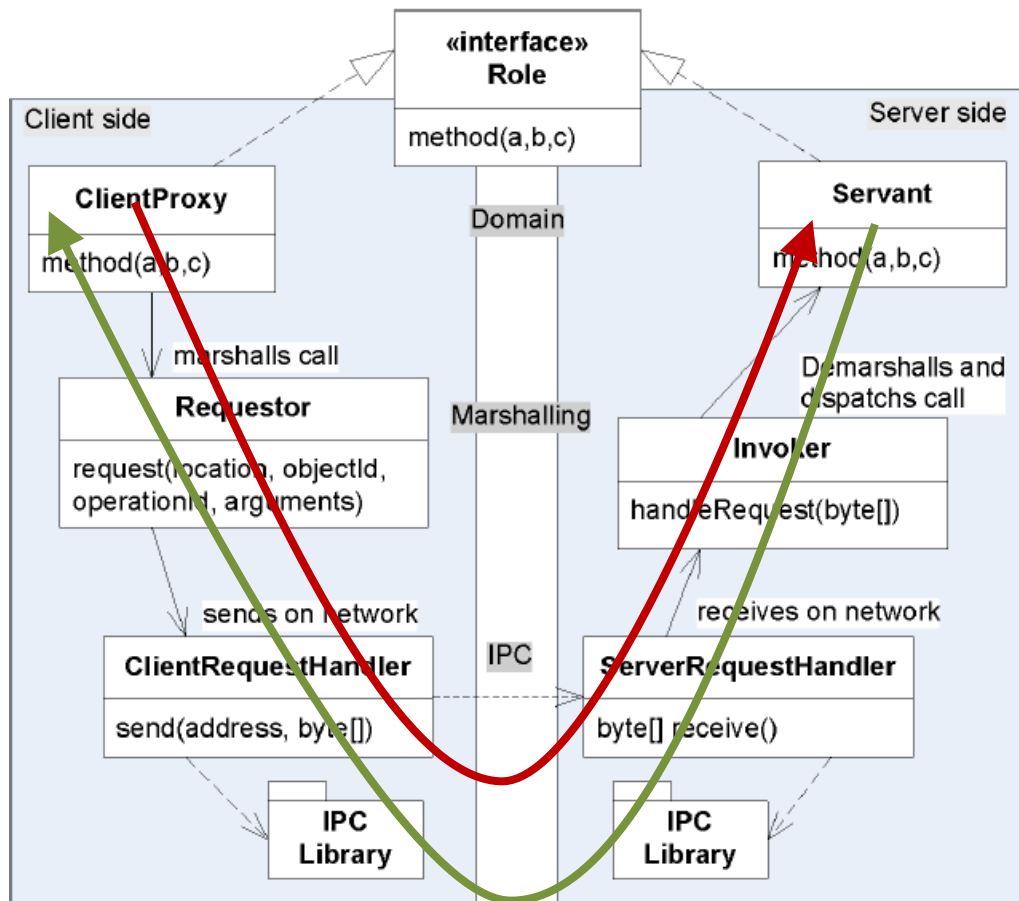 «interface»
Role
method(a,b,c)
Client side
Server side
ClientProxy
method(a,b,c)
Domain
Servant
method(a,b,c)
marshalls call
Demarshalls and
dispatchs call
Requestor
request(location, objectId,
operationId, arguments)
Marshalling
Invoker
handleRequest(byte[])
sends on network
receives on network
ClientRequestHandler
send(address, byte[])
IPC
ServerRequestHandler
byte[] receive()
IPC
Library
IPC
Library